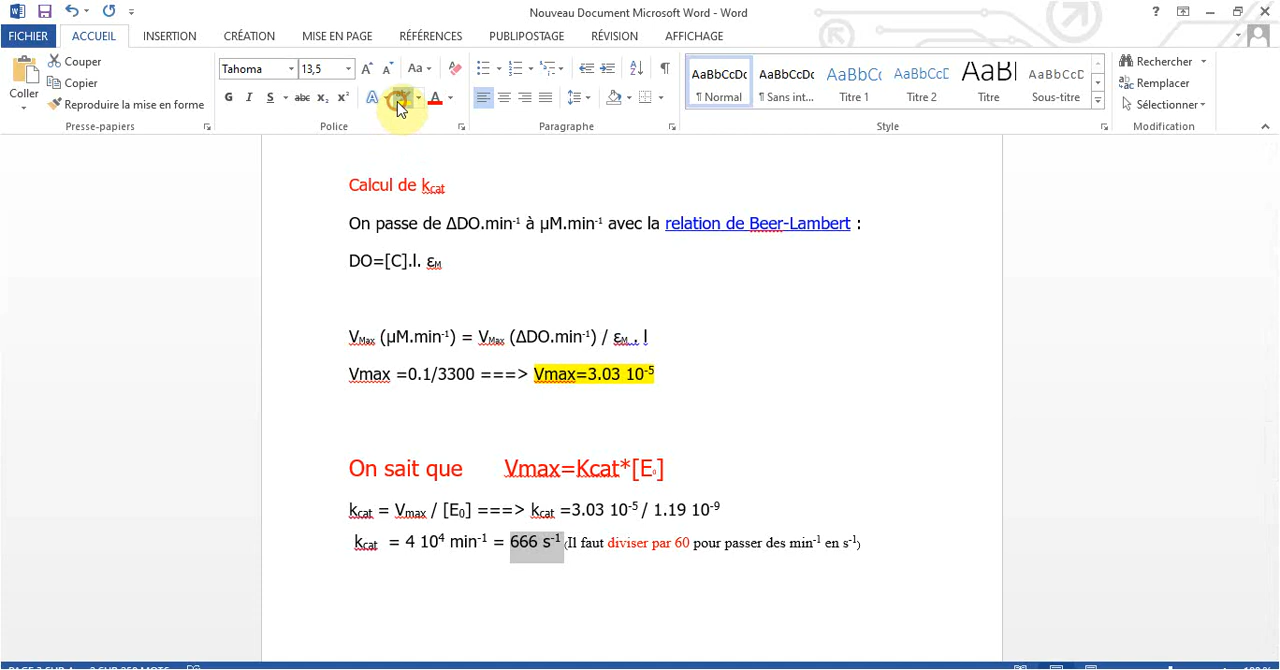 Nouveau Document Microsoft Word - Word
FICHIER ACCUEIL INSERTION CRÉATION MISE EN PAGE RÉFÉRENCES PUBLIPOSTAGE RÉVISION AFFICHAGE
Coller
Couper
Copier
Reproduire la mise en forme
Presse-papiers
Tahoma 13,5
Police
Paragraphe
AaBbCcDc AaBbCcDc AaBbCc AaBbCcD AaBl AaBbCcD
¶ Normal ¶ Sans int... Titre 1 Titre 2 Titre Sous-titre
Style
Rechercher
Remplacer
Sélectionner
Modification
Calcul de kcat
On passe de ΔDO.min⁻¹ à µM.min⁻¹ avec la relation de Beer-Lambert :
DO=[C].l. εM
VMax (µM.min⁻¹) = VMax (ΔDO.min⁻¹) / εM , l
Vmax =0.1/3300 ===> Vmax=3.03 10⁻⁵
On sait que Vmax=Kcat*[E₀]
kcat = Vmax / [E₀] ===> kcat =3.03 10⁻⁵ / 1.19 10⁻⁹
kcat = 4 10⁴ min⁻¹ = 666 s⁻¹ (Il faut diviser par 60 pour passer des min⁻¹ en s⁻¹)